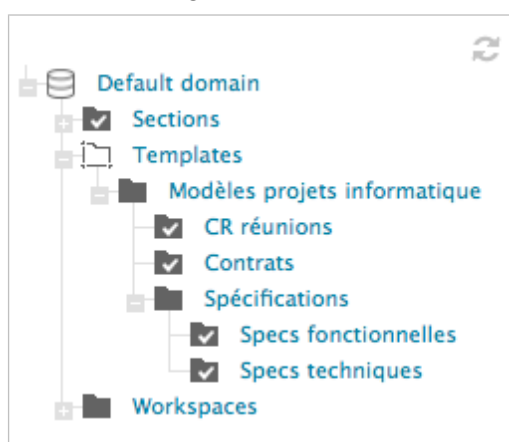 Default domain
Sections
Templates
Modèles projets informatique
CR réunions
Contrats
Spécifications
Specs fonctionnelles
Specs techniques
Workspaces